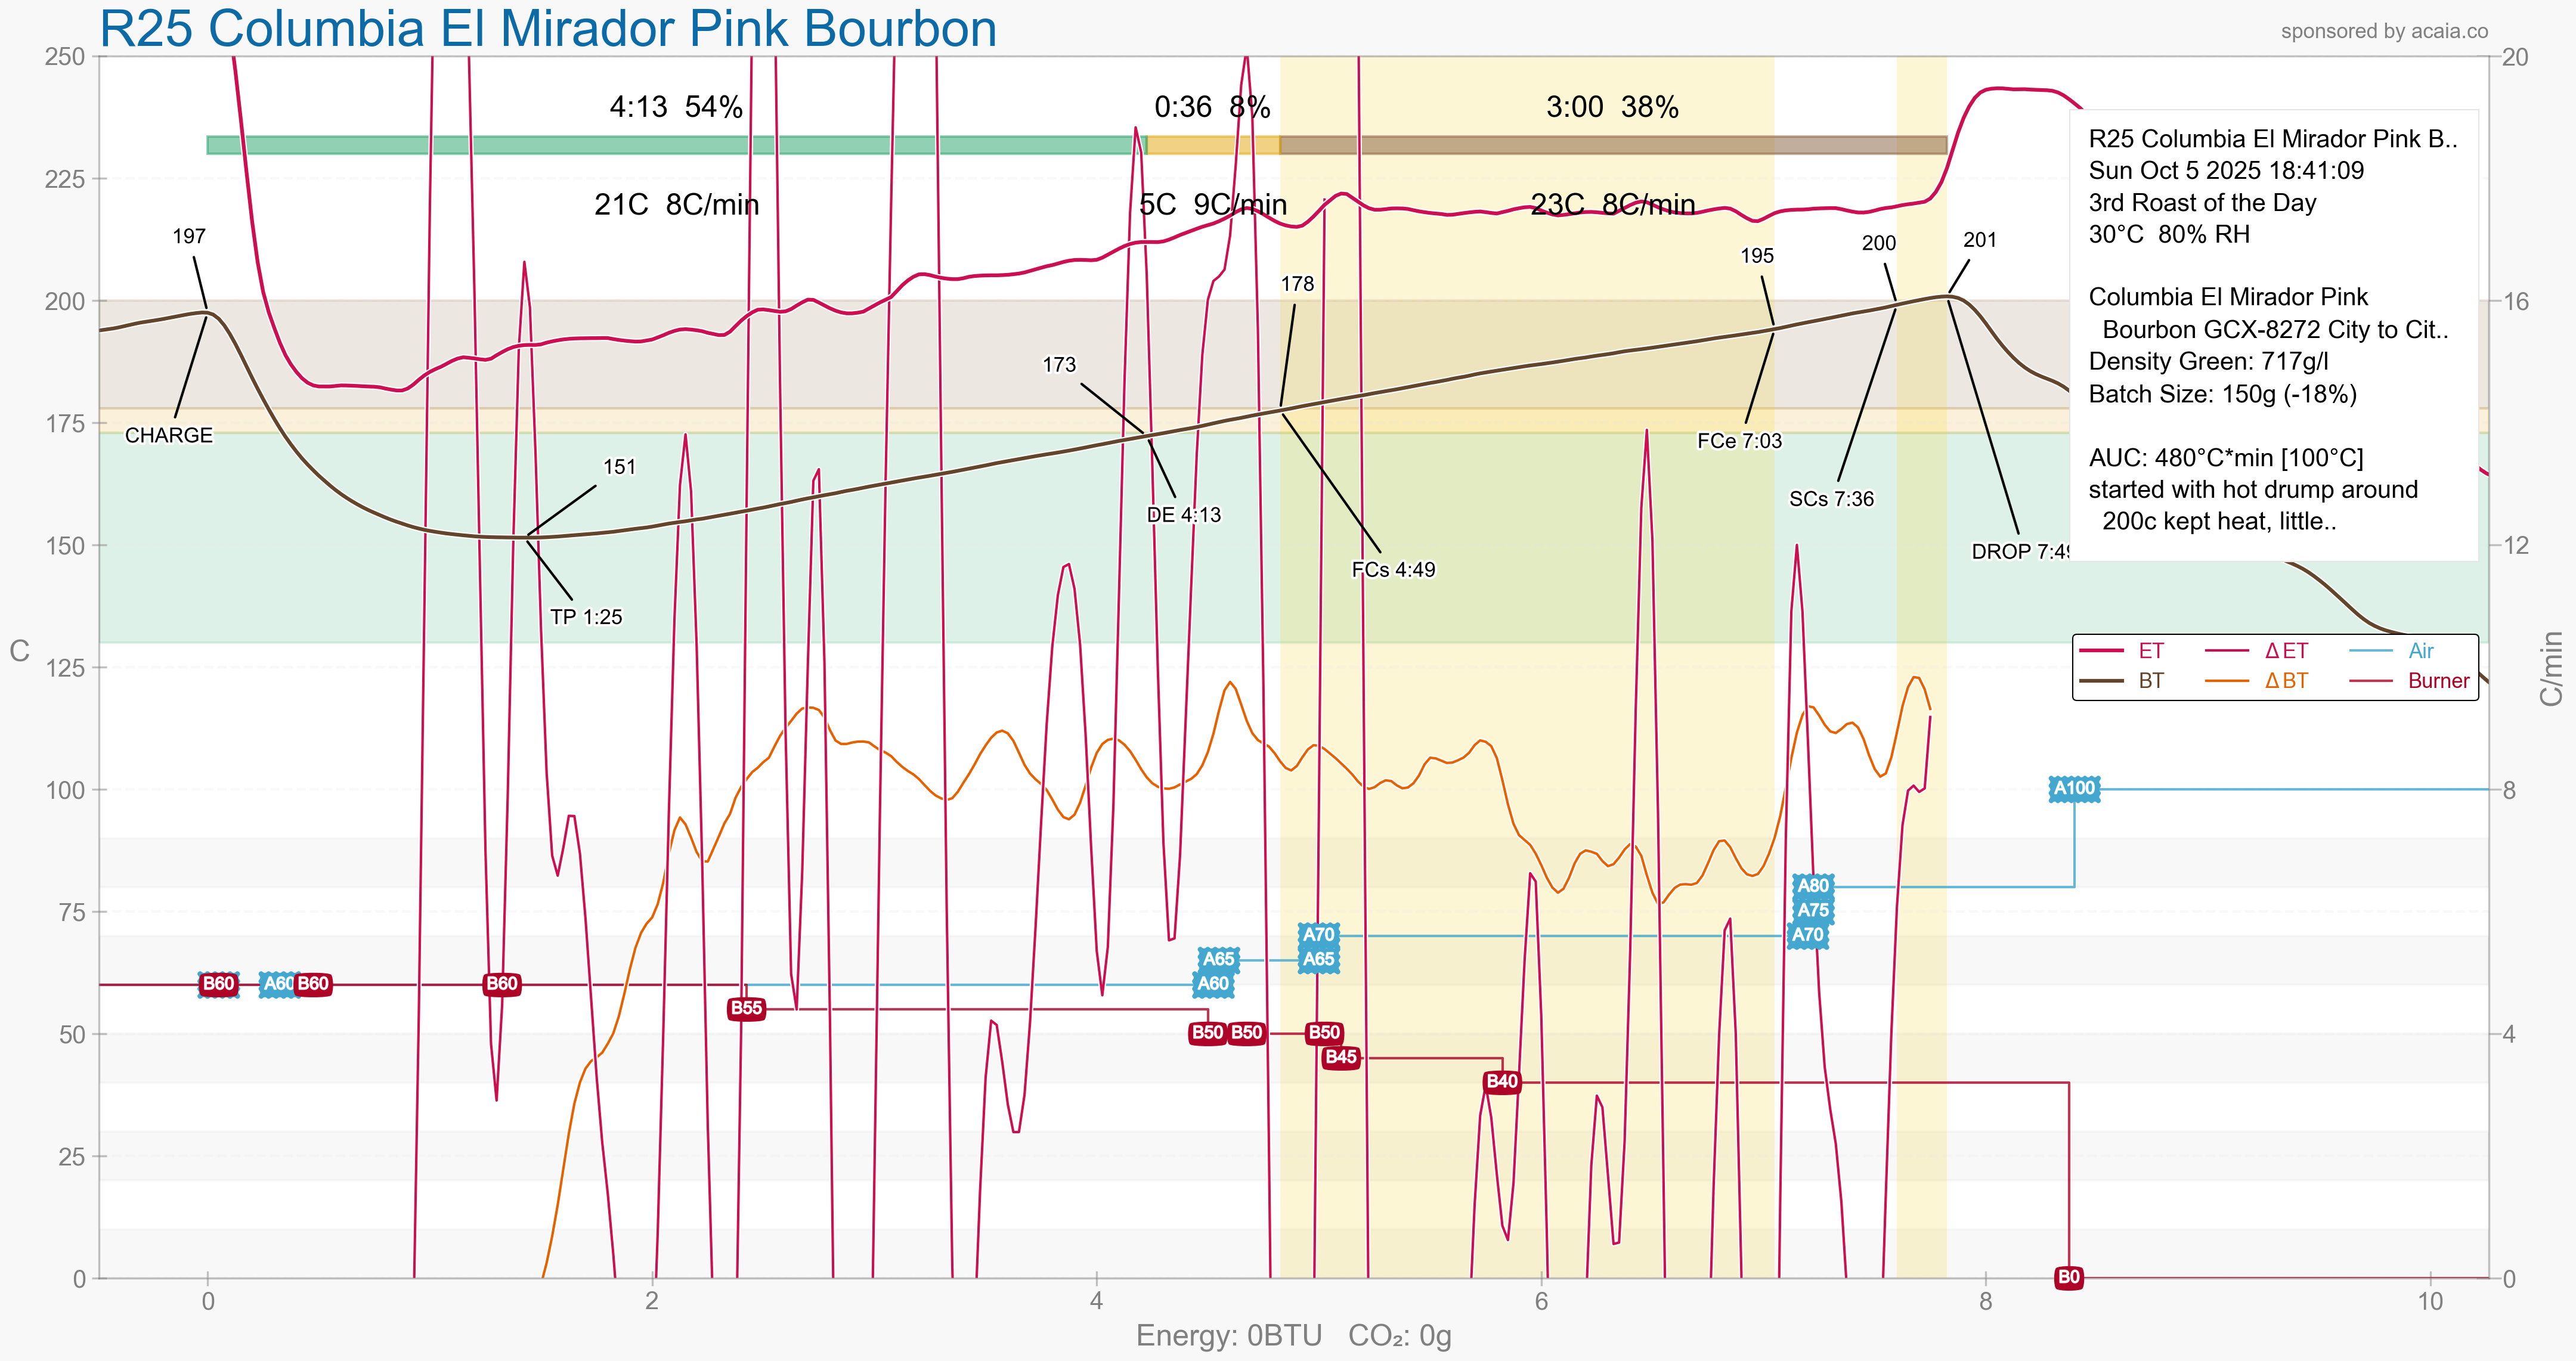 R25 Columbia El Mirador Pink Bourbon
sponsored by acaia.co
250
225
200
175
150
125
100
75
50
25
0
C
20
16
12
8
4
0
C/min
4:13 54%
0:36 8%
3:00 38%
21C 8C/min
5C 9C/min
23C 8C/min
197
CHARGE
151
TP 1:25
173
DE 4:13
178
FCs 4:49
195
FCe 7:03
200
SCs 7:36
201
DROP 7:49
R25 Columbia El Mirador Pink B..
Sun Oct 5 2025 18:41:09
3rd Roast of the Day
30°C 80% RH
Columbia El Mirador Pink
Bourbon GCX-8272 City to Cit..
Density Green: 717g/l
Batch Size: 150g (-18%)
AUC: 480°C*min [100°C]
started with hot drump around
200c kept heat, little..
ET ΔET Air
BT ΔBT Burner
B60
A60
B60
B60
B55
B50
B50
A60
A65
A65
A70
B50
B45
B40
A70
A75
A80
A100
B0
0 2 4 6 8 10
Energy: 0BTU CO₂: 0g